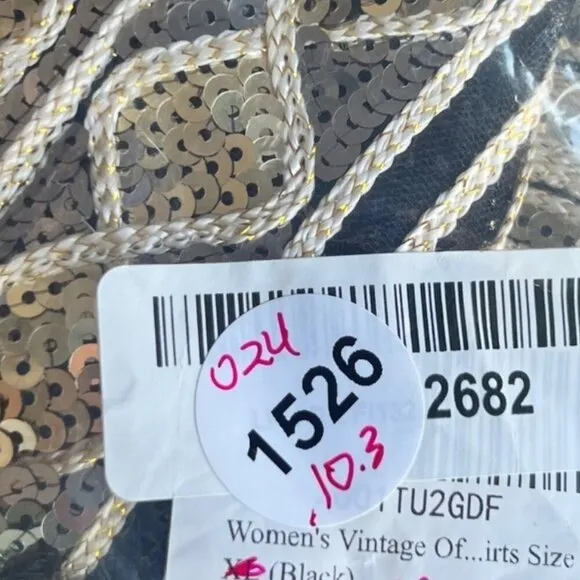 024
1526
10.3
2682
TU2GDF
Women's Vintage Of...irts Size
(Black)